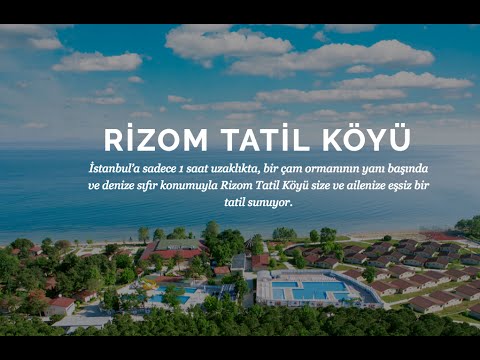 RİZOM TATİL KÖYÜ
İstanbul'a sadece 1 saat uzaklıkta, bir çam ormanının yanı başında
ve denize sıfır konumuyla Rizom Tatil Köyü size ve ailenize eşsiz bir
tatil sunuyor.